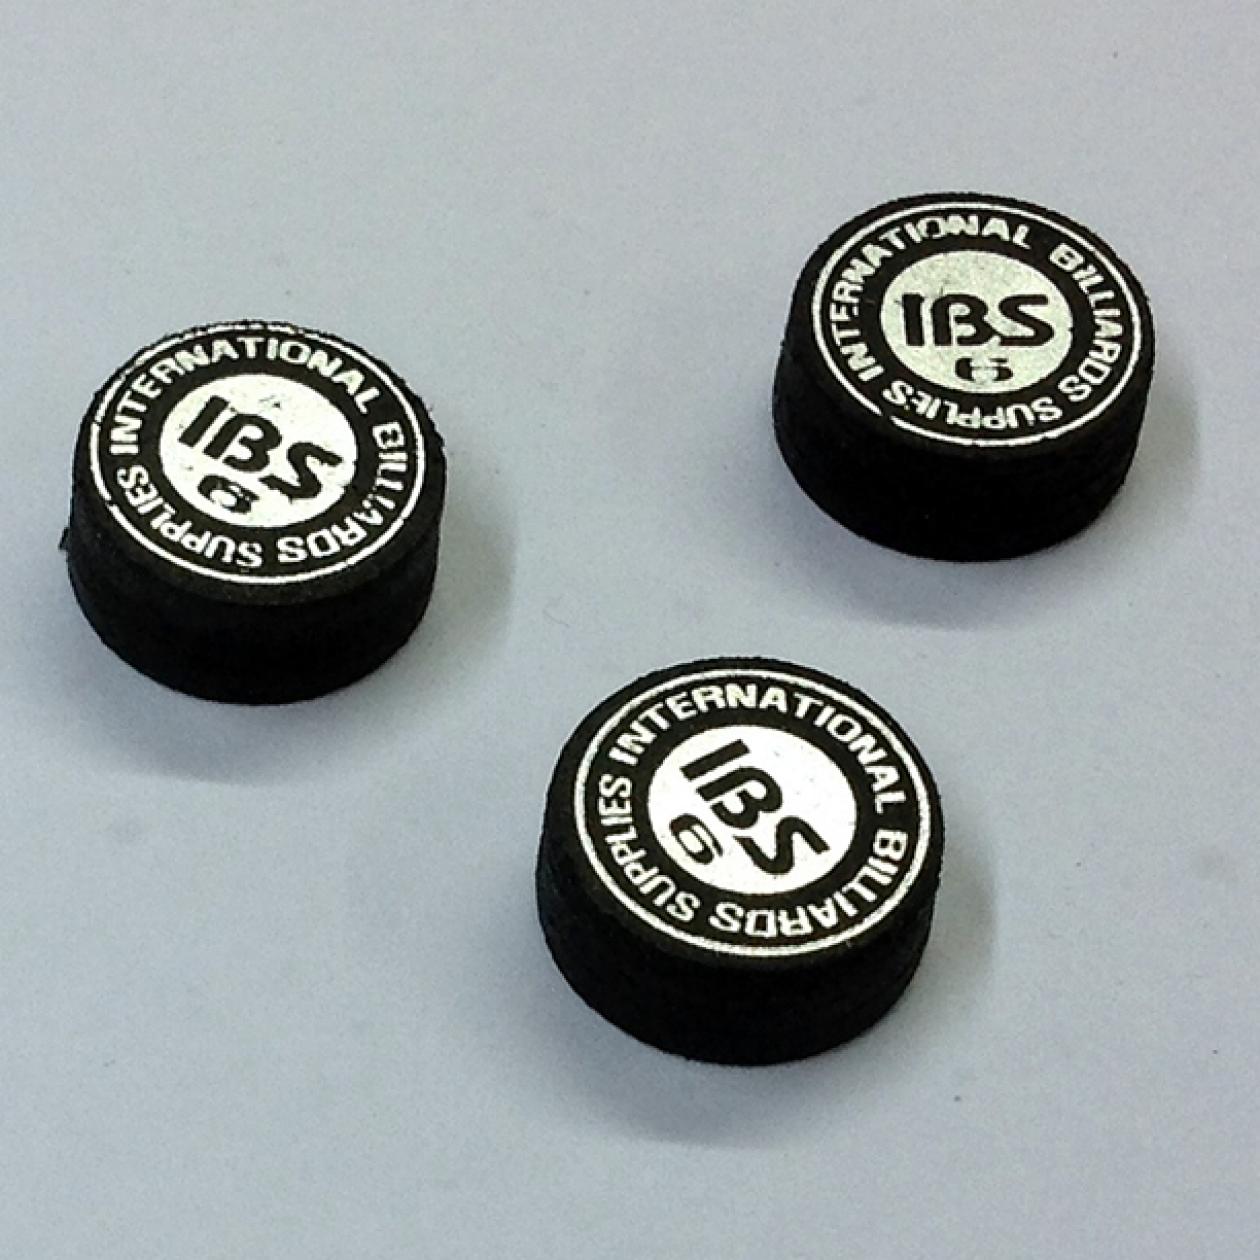 INTERNATIONAL BILLIARDS SUPPLIES
IBS
6
INTERNATIONAL BILLIARDS SUPPLIES
IBS
6
INTERNATIONAL BILLIARDS SUPPLIES
IBS
6